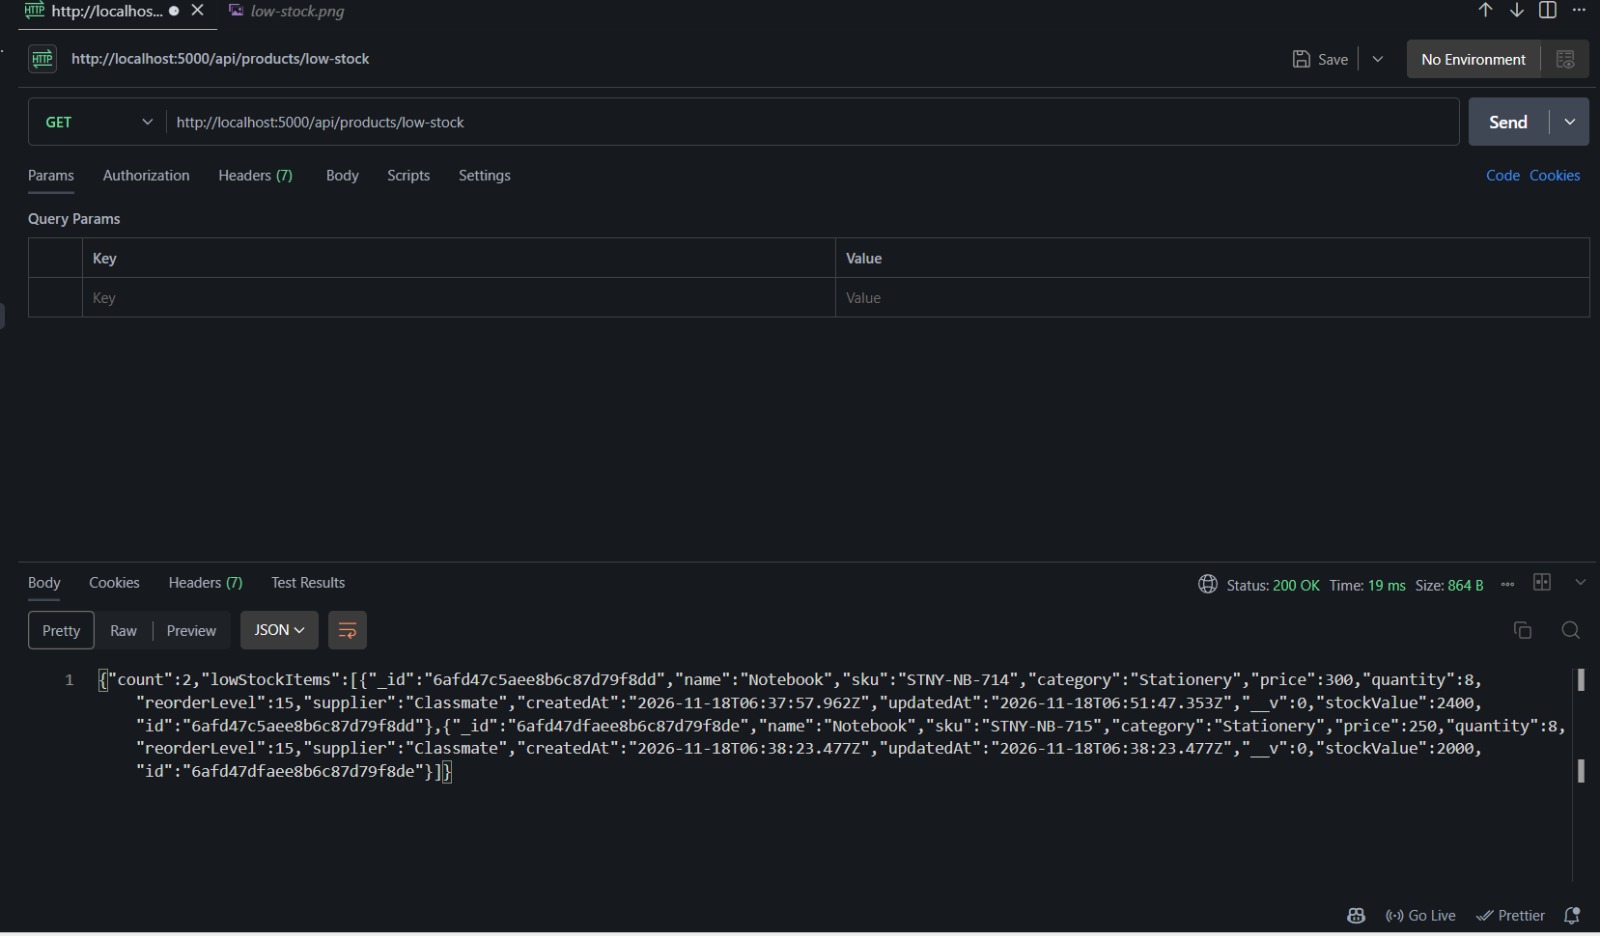 HTTP http://localhos... low-stock.png
HTTP http://localhost:5000/api/products/low-stock Save No Environment
GET http://localhost:5000/api/products/low-stock Send
Params Authorization Headers (7) Body Scripts Settings Code Cookies
Query Params
Key Value
Key Value
Body Cookies Headers (7) Test Results Status: 200 OK Time: 19 ms Size: 864 B
Pretty Raw Preview JSON
1 {"count":2,"lowStockItems":[{"_id":"6afd47c5aee8b6c87d79f8dd","name":"Notebook","sku":"STNY-NB-714","category":"Stationery","price":300,"quantity":8,
"reorderLevel":15,"supplier":"Classmate","createdAt":"2026-11-18T06:37:57.962Z","updatedAt":"2026-11-18T06:51:47.353Z","__v":0,"stockValue":2400,
"id":"6afd47c5aee8b6c87d79f8dd"},{"_id":"6afd47dfaee8b6c87d79f8de","name":"Notebook","sku":"STNY-NB-715","category":"Stationery","price":250,"quantity":8,
"reorderLevel":15,"supplier":"Classmate","createdAt":"2026-11-18T06:38:23.477Z","updatedAt":"2026-11-18T06:38:23.477Z","__v":0,"stockValue":2000,
"id":"6afd47dfaee8b6c87d79f8de"}]}
Go Live Prettier